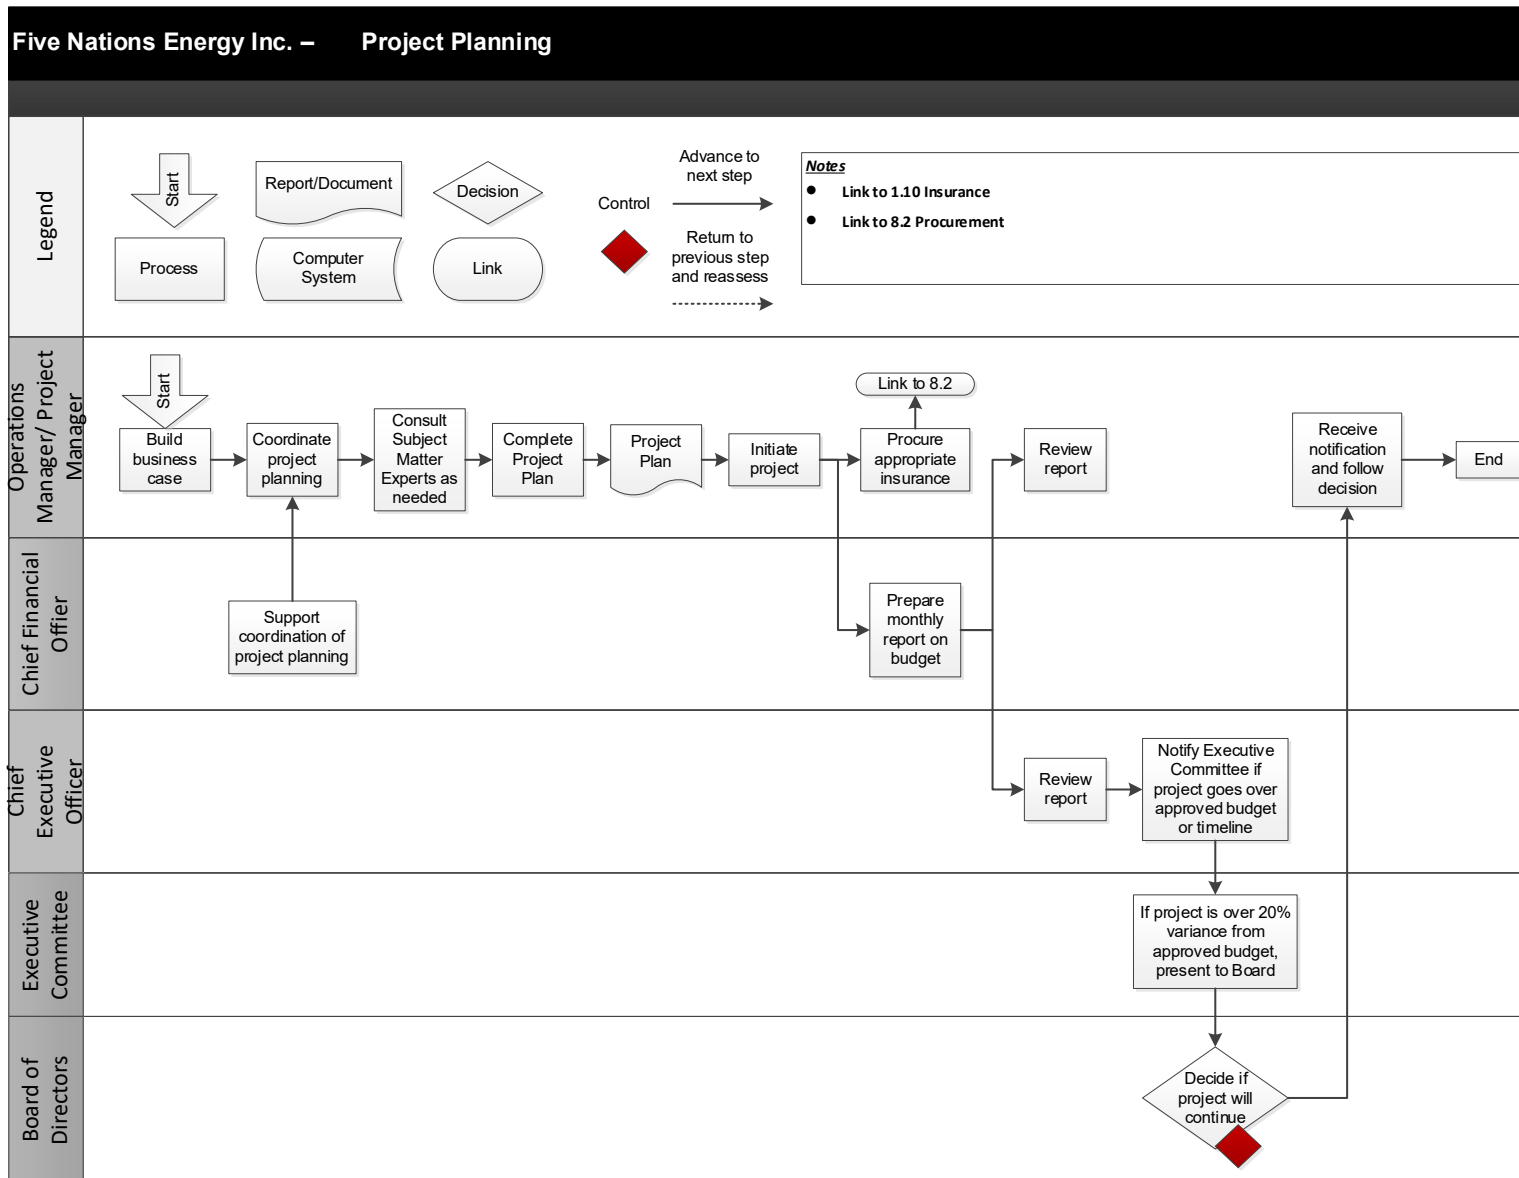 Five Nations Energy Inc. – Project Planning
Legend
Start
Report/Document
Decision
Process
Computer
System
Link
Control
Advance to
next step
Return to
previous step
and reassess
Notes
● Link to 1.10 Insurance
● Link to 8.2 Procurement
Operations
Manager/ Project
Manager
Start
Build
business
case
Coordinate
project
planning
Consult
Subject
Matter
Experts as
needed
Complete
Project
Plan
Project
Plan
Initiate
project
Link to 8.2
Procure
appropriate
insurance
Review
report
Receive
notification
and follow
decision
End
Chief Financial
Offier
Support
coordination of
project planning
Prepare
monthly
report on
budget
Chief
Executive
Officer
Review
report
Notify Executive
Committee if
project goes over
approved budget
or timeline
Executive
Committee
If project is over 20%
variance from
approved budget,
present to Board
Board of
Directors
Decide if
project will
continue